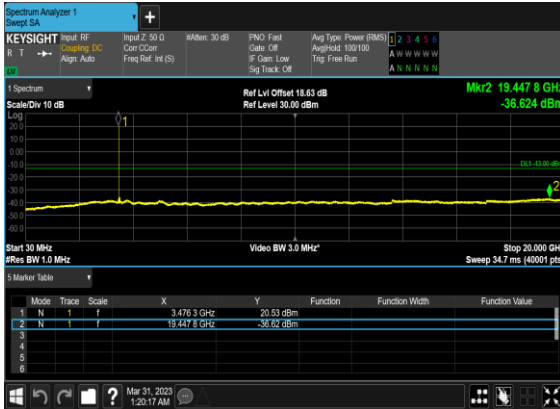 Spectrum Analyzer 1
Swept SA
+
KEYSIGHT Input: RF Input Z: 50 Ω #Atten: 30 dB PNO: Fast Avg Type: Power (RMS) 1 2 3 4 5 6
R T Coupling: DC Corr CCorr Gate: Off Avg|Hold: 100/100 A W W W W W
Align: Auto Freq Ref: Int (S) IF Gain: Low Trig: Free Run
Sig Track: Off A N N N N N
1 Spectrum Ref Lvl Offset 18.63 dB Mkr2 19.447 8 GHz
Scale/Div 10 dB Ref Level 30.00 dBm -36.624 dBm
Log
20.0
10.0
0.00
-10.0
-20.0
-30.0
-40.0
-50.0
-60.0
1
DL1 -13.00 dBm
2
Start 30 MHz Video BW 3.0 MHz* Stop 20.000 GH
#Res BW 1.0 MHz Sweep 34.7 ms (40001 pts
5 Marker Table
Mode Trace Scale X Y Function Function Width Function Value
1 N 1 f 3.476 3 GHz 20.53 dBm
2 N 1 f 19.447 8 GHz -36.62 dBm
3
4
5
6
? Mar 31, 2023
1:20:17 AM